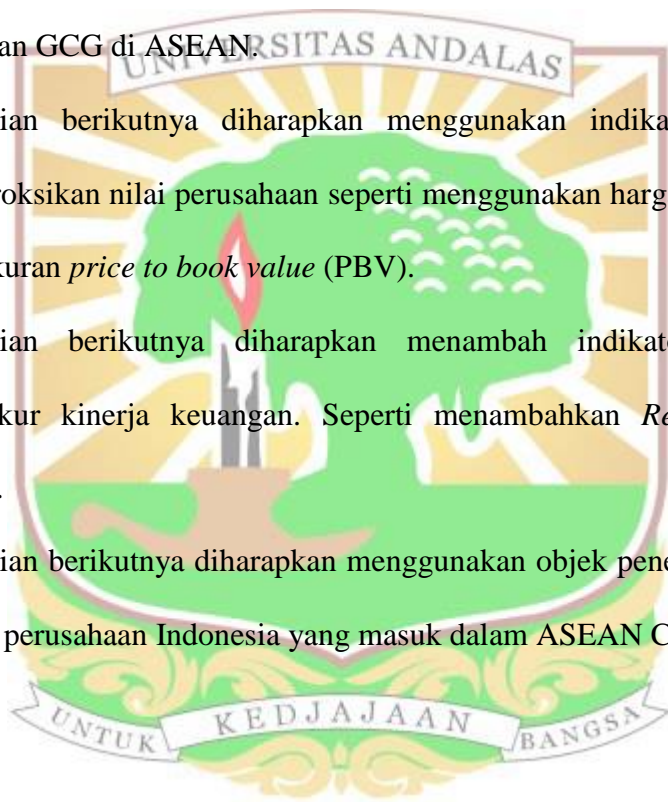 an GCG di ASEAN.
UNIVERSITAS ANDALAS
ian berikutnya diharapkan menggunakan indika
roksikan nilai perusahaan seperti menggunakan harg
kuran price to book value (PBV).
ian berikutnya diharapkan menambah indikat
kur kinerja keuangan. Seperti menambahkan Re
.
ian berikutnya diharapkan menggunakan objek pene
perusahaan Indonesia yang masuk dalam ASEAN C
UNTUK KEDJAJAAN BANGSA